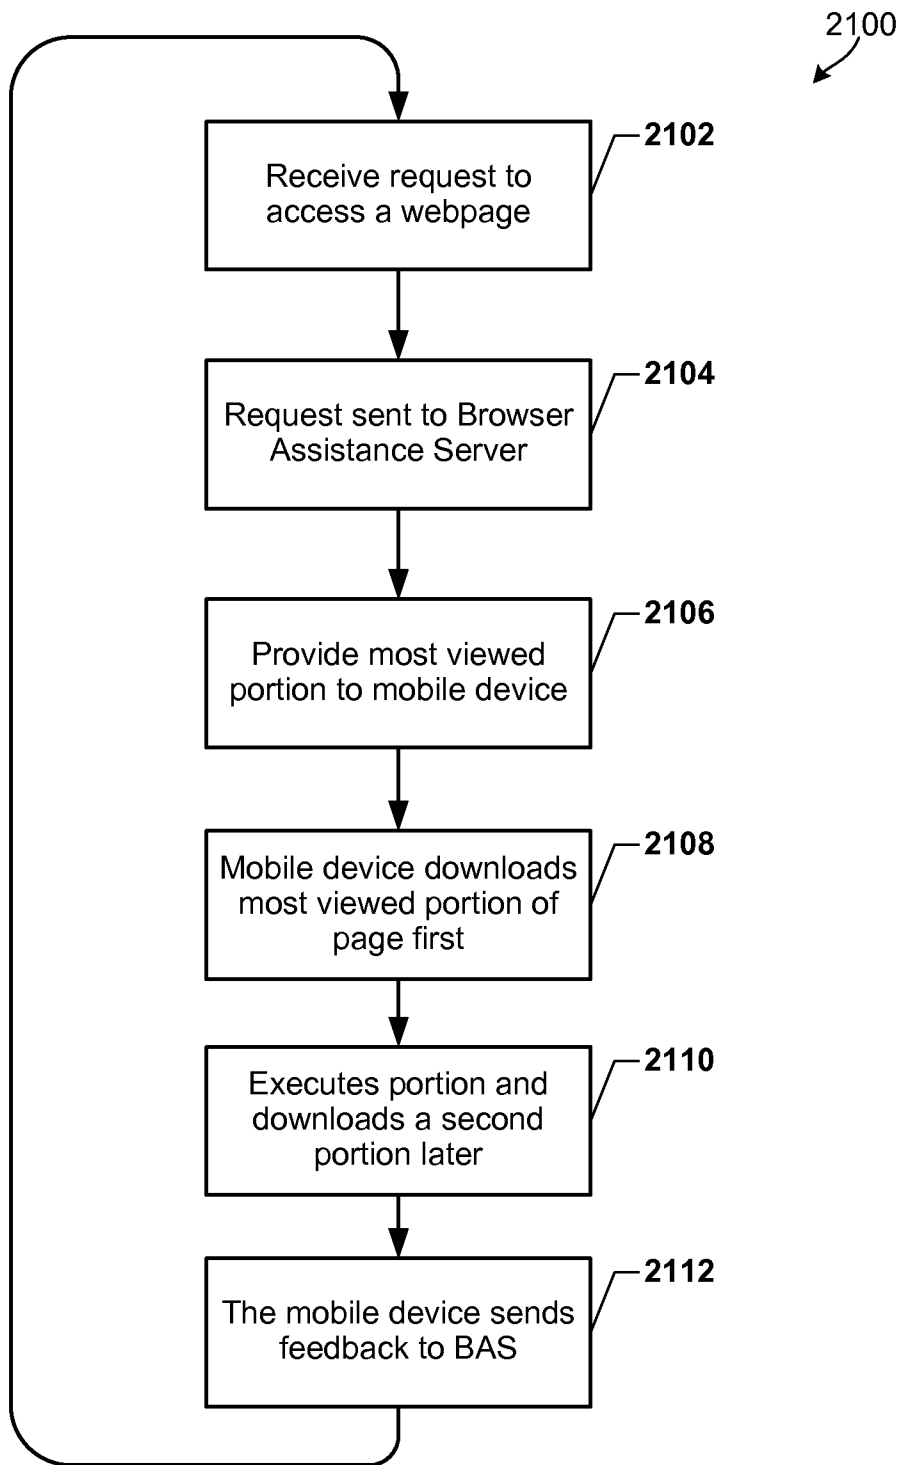 2100
2102
Receive request to
access a webpage
2104
Request sent to Browser
Assistance Server
2106
Provide most viewed
portion to mobile device
2108
Mobile device downloads
most viewed portion of
page first
2110
Executes portion and
downloads a second
portion later
2112
The mobile device sends
feedback to BAS